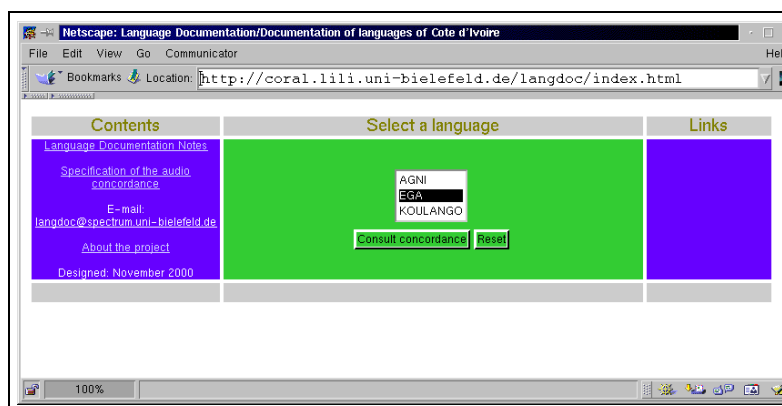 Netscape: Language Documentation/Documentation of languages of Cote d'Ivoire
File Edit View Go Communicator Hel
Bookmarks Location: http://coral.lili.uni-bielefeld.de/langdoc/index.html
Contents Select a language Links
Language Documentation Notes
Specification of the audio
concordance
E-mail:
langdoc@spectrum.uni-bielefeld.de
About the project
Designed: November 2000
AGNI
EGA
KOULANGO
Consult concordance Reset
100%